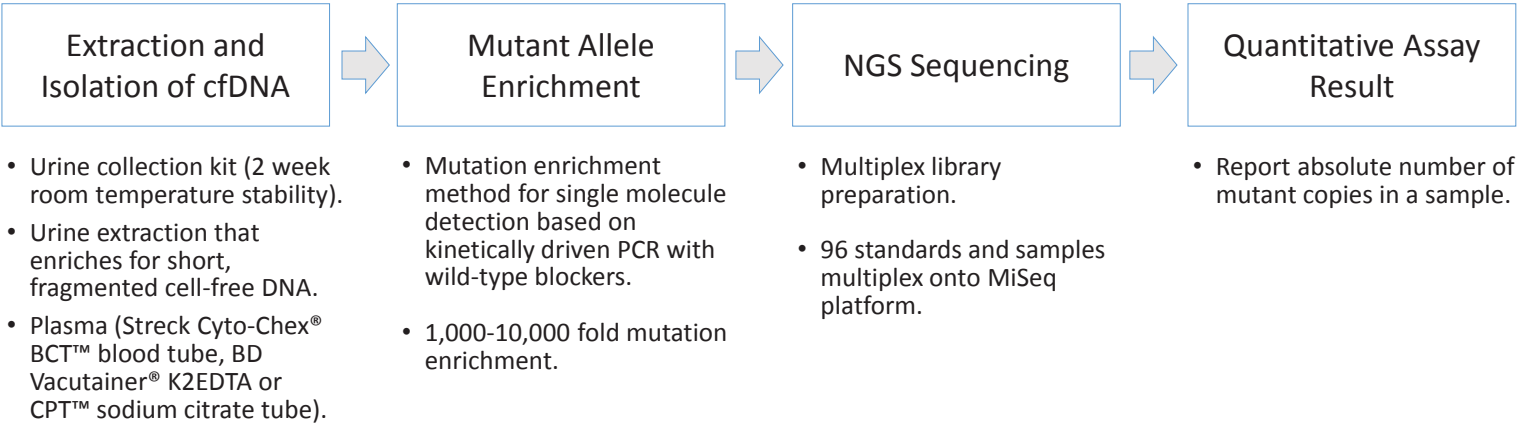 Extraction and
Isolation of cfDNA
Mutant Allele
Enrichment
NGS Sequencing
Quantitative Assay
Result
• Urine collection kit (2 week
room temperature stability).
• Urine extraction that
enriches for short,
fragmented cell-free DNA.
• Plasma (Streck Cyto-Chex®
BCT™ blood tube, BD
Vacutainer® K2EDTA or
CPT™ sodium citrate tube).
• Mutation enrichment
method for single molecule
detection based on
kinetically driven PCR with
wild-type blockers.
• 1,000-10,000 fold mutation
enrichment.
• Multiplex library
preparation.
• 96 standards and samples
multiplex onto MiSeq
platform.
• Report absolute number of
mutant copies in a sample.